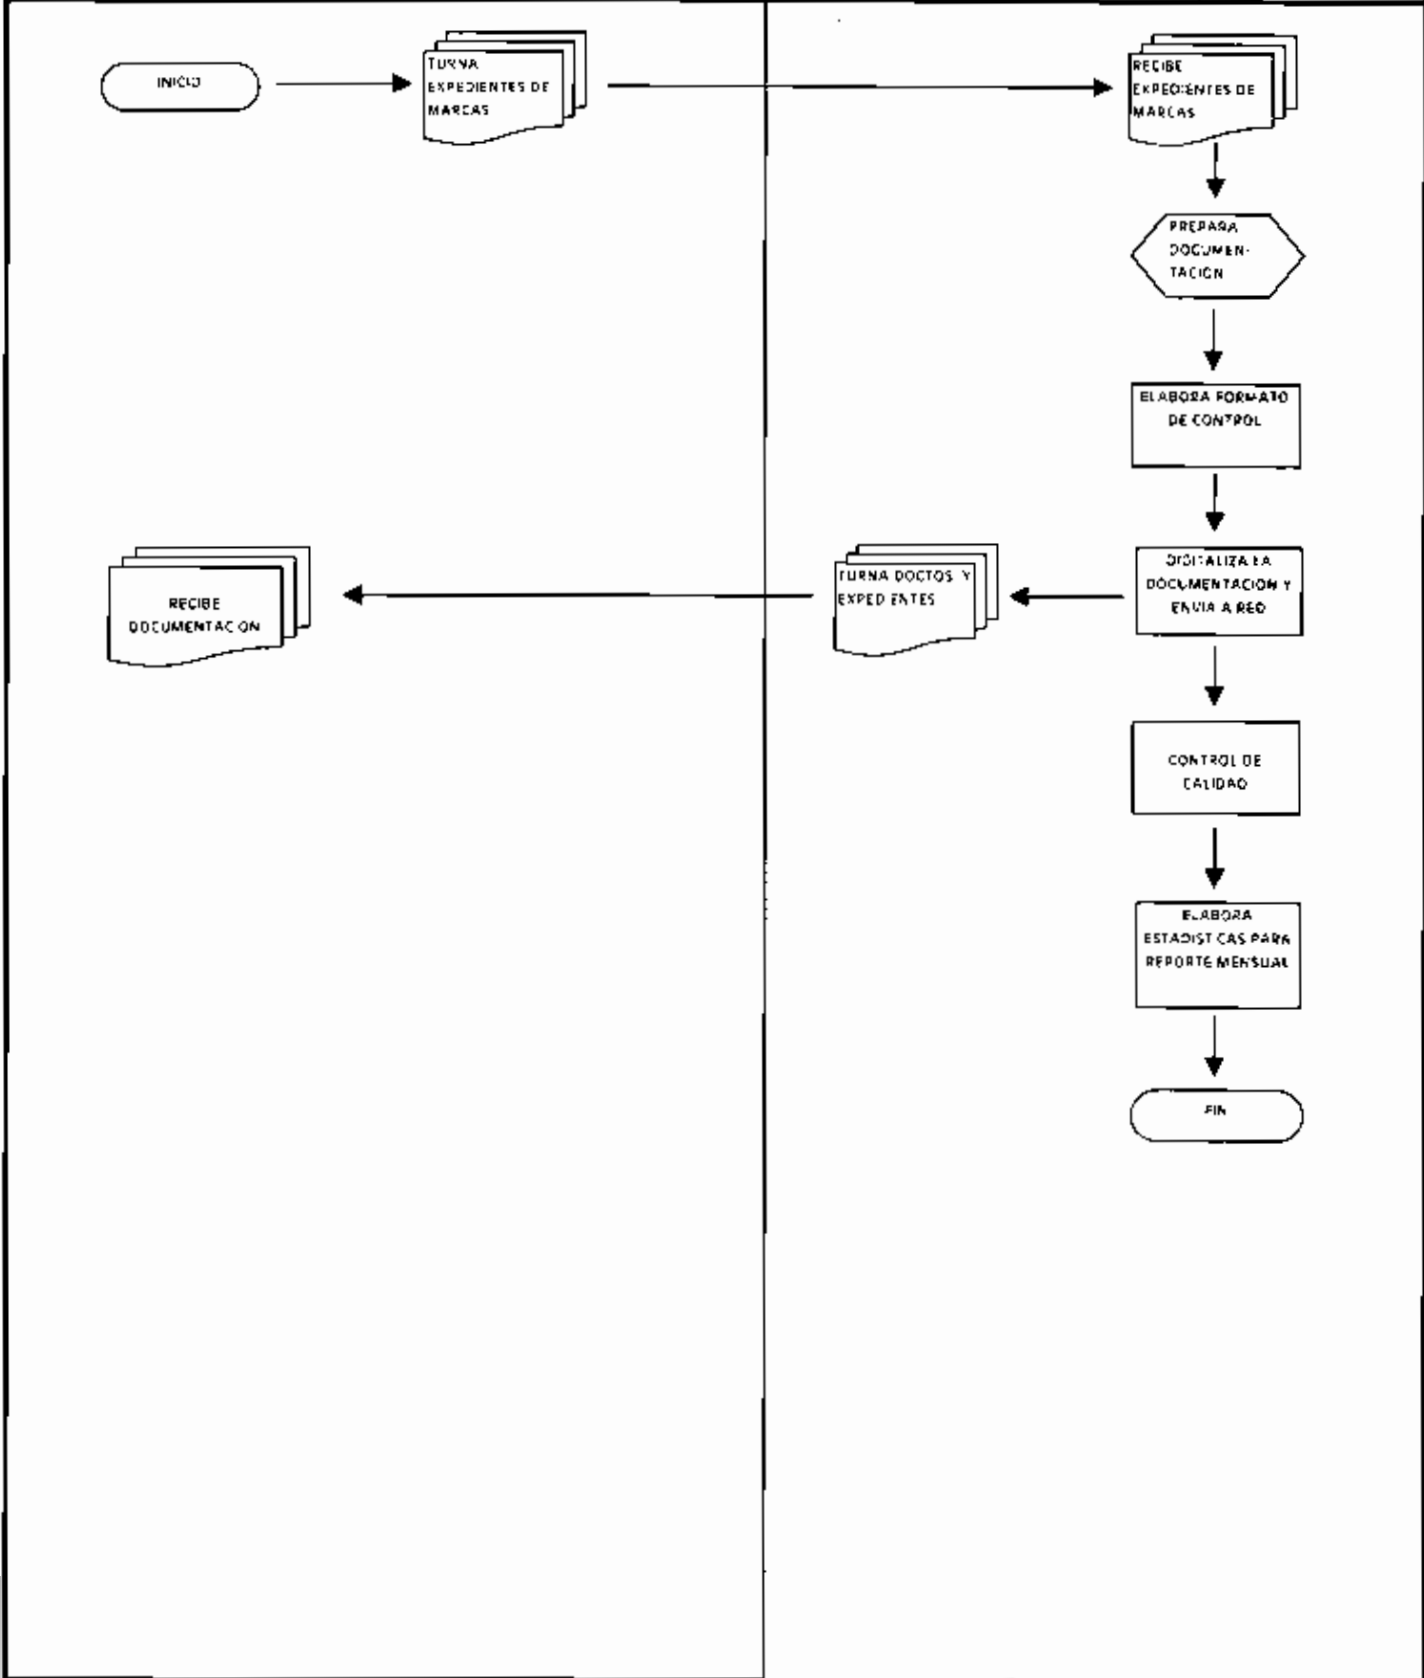 INICIO
TURNA
EXPEDIENTES DE
MARCAS
RECIBE
EXPEDIENTES DE
MARCAS
PREPARA
DOCUMEN-
TACION
ELABORA FORMATO
DE CONTROL
DIGITALIZA LA
DOCUMENTACION Y
ENVIA A RED
TURNA DOCTOS Y
EXPEDIENTES
RECIBE
DOCUMENTACION
CONTROL DE
CALIDAD
ELABORA
ESTADISTICAS PARA
REPORTE MENSUAL
FIN